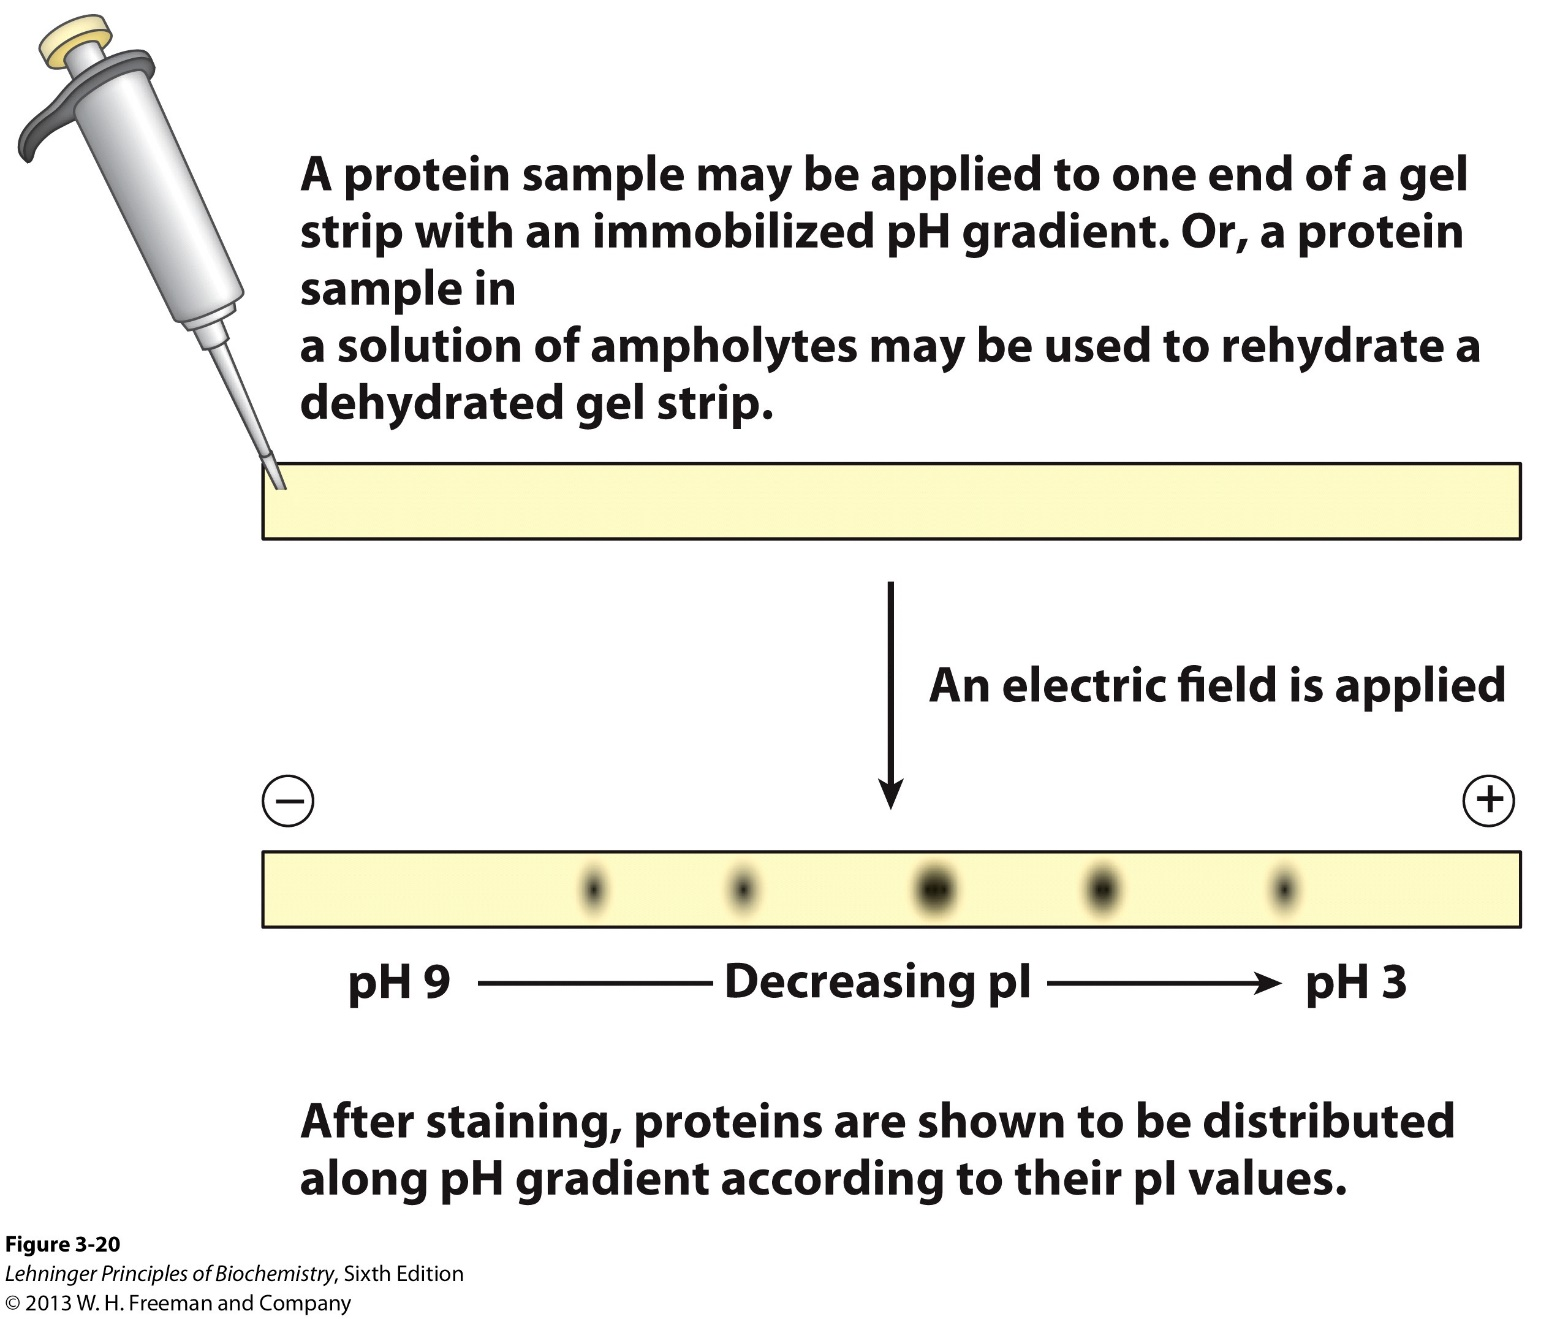 A protein sample may be applied to one end of a gel
strip with an immobilized pH gradient. Or, a protein
sample in
a solution of ampholytes may be used to rehydrate a
dehydrated gel strip.
An electric field is applied
− +
pH 9 Decreasing pI pH 3
After staining, proteins are shown to be distributed
along pH gradient according to their pI values.
Figure 3-20
Lehninger Principles of Biochemistry, Sixth Edition
© 2013 W. H. Freeman and Company